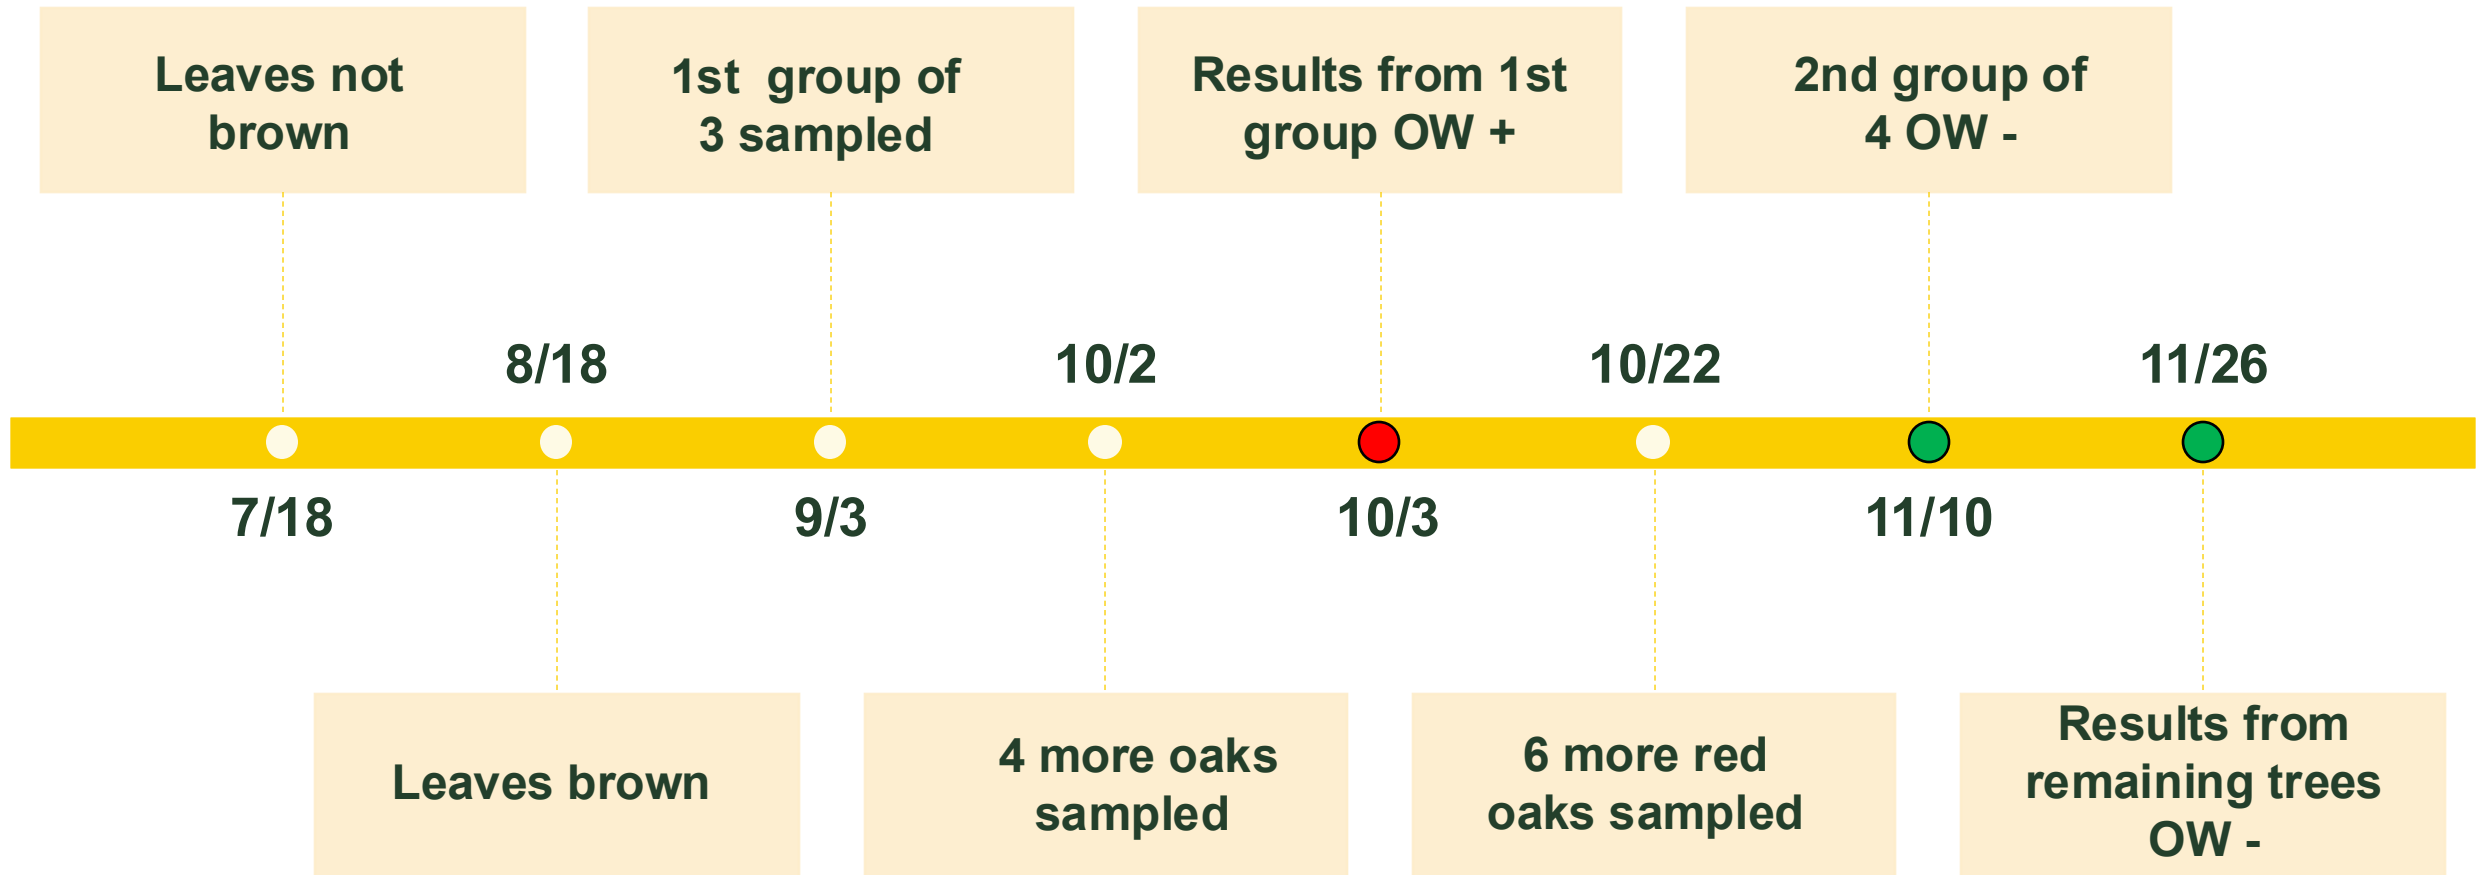 Leaves not
brown
1st  group of
3 sampled
Results from 1st
group OW +
2nd group of
4 OW -
8/18
10/2
10/22
11/26
7/18
9/3
10/3
11/10
Leaves brown
4 more oaks
sampled
6 more red
oaks sampled
Results from
remaining trees
OW -